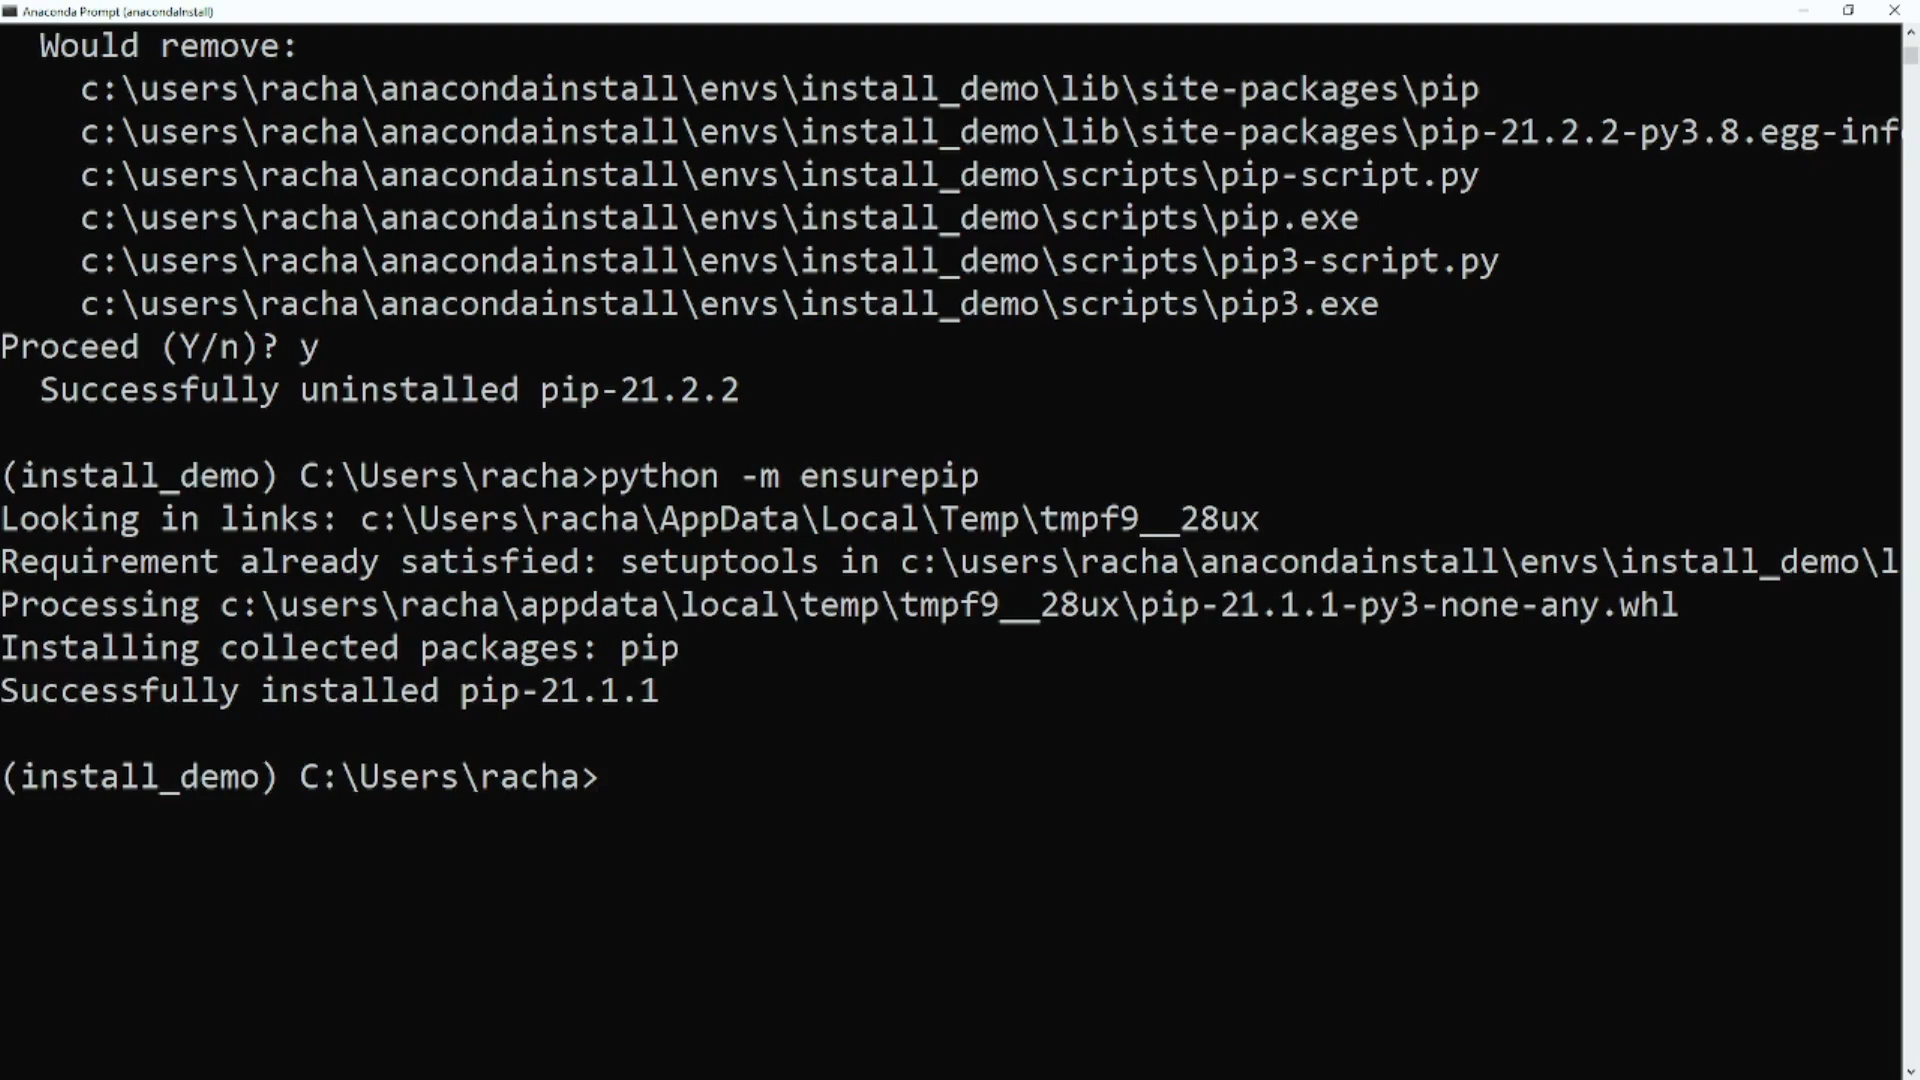 Anaconda Prompt (anacondaInstall)
Would remove:
c:\users\racha\anacondainstall\envs\install_demo\lib\site-packages\pip
c:\users\racha\anacondainstall\envs\install_demo\lib\site-packages\pip-21.2.2-py3.8.egg-inf
c:\users\racha\anacondainstall\envs\install_demo\scripts\pip-script.py
c:\users\racha\anacondainstall\envs\install_demo\scripts\pip.exe
c:\users\racha\anacondainstall\envs\install_demo\scripts\pip3-script.py
c:\users\racha\anacondainstall\envs\install_demo\scripts\pip3.exe
Proceed (Y/n)? y
Successfully uninstalled pip-21.2.2
(install_demo) C:\Users\racha>python -m ensurepip
Looking in links: c:\Users\racha\AppData\Local\Temp\tmpf9__28ux
Requirement already satisfied: setuptools in c:\users\racha\anacondainstall\envs\install_demo\l
Processing c:\users\racha\appdata\local\temp\tmpf9__28ux\pip-21.1.1-py3-none-any.whl
Installing collected packages: pip
Successfully installed pip-21.1.1
(install_demo) C:\Users\racha>